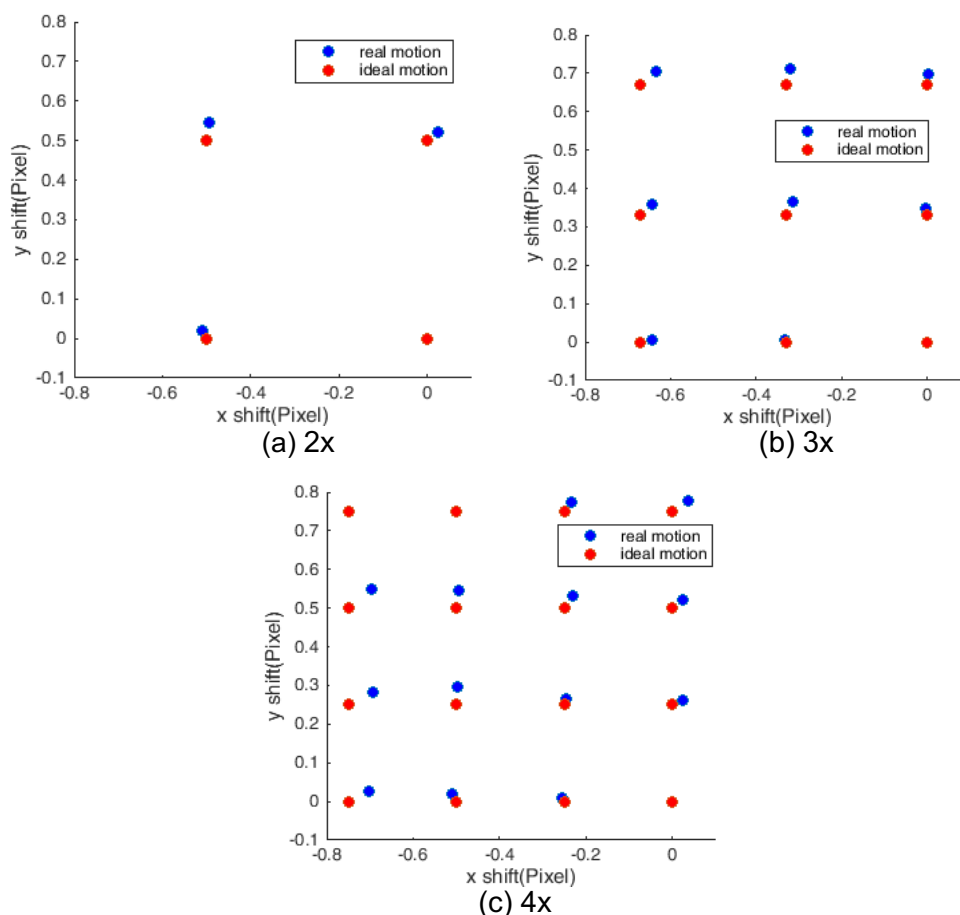 0.8
0.7
0.6
0.5
0.4
0.3
0.2
0.1
0
-0.1
y shift(Pixel)
real motion
ideal motion
-0.8 -0.6 -0.4 -0.2 0
x shift(Pixel)
(a) 2x
0.8
0.7
0.6
0.5
0.4
0.3
0.2
0.1
0
-0.1
y shift(Pixel)
real motion
ideal motion
-0.8 -0.6 -0.4 -0.2 0
x shift(Pixel)
(b) 3x
0.8
0.7
0.6
0.5
0.4
0.3
0.2
0.1
0
-0.1
y shift(Pixel)
real motion
ideal motion
-0.8 -0.6 -0.4 -0.2 0
x shift(Pixel)
(c) 4x